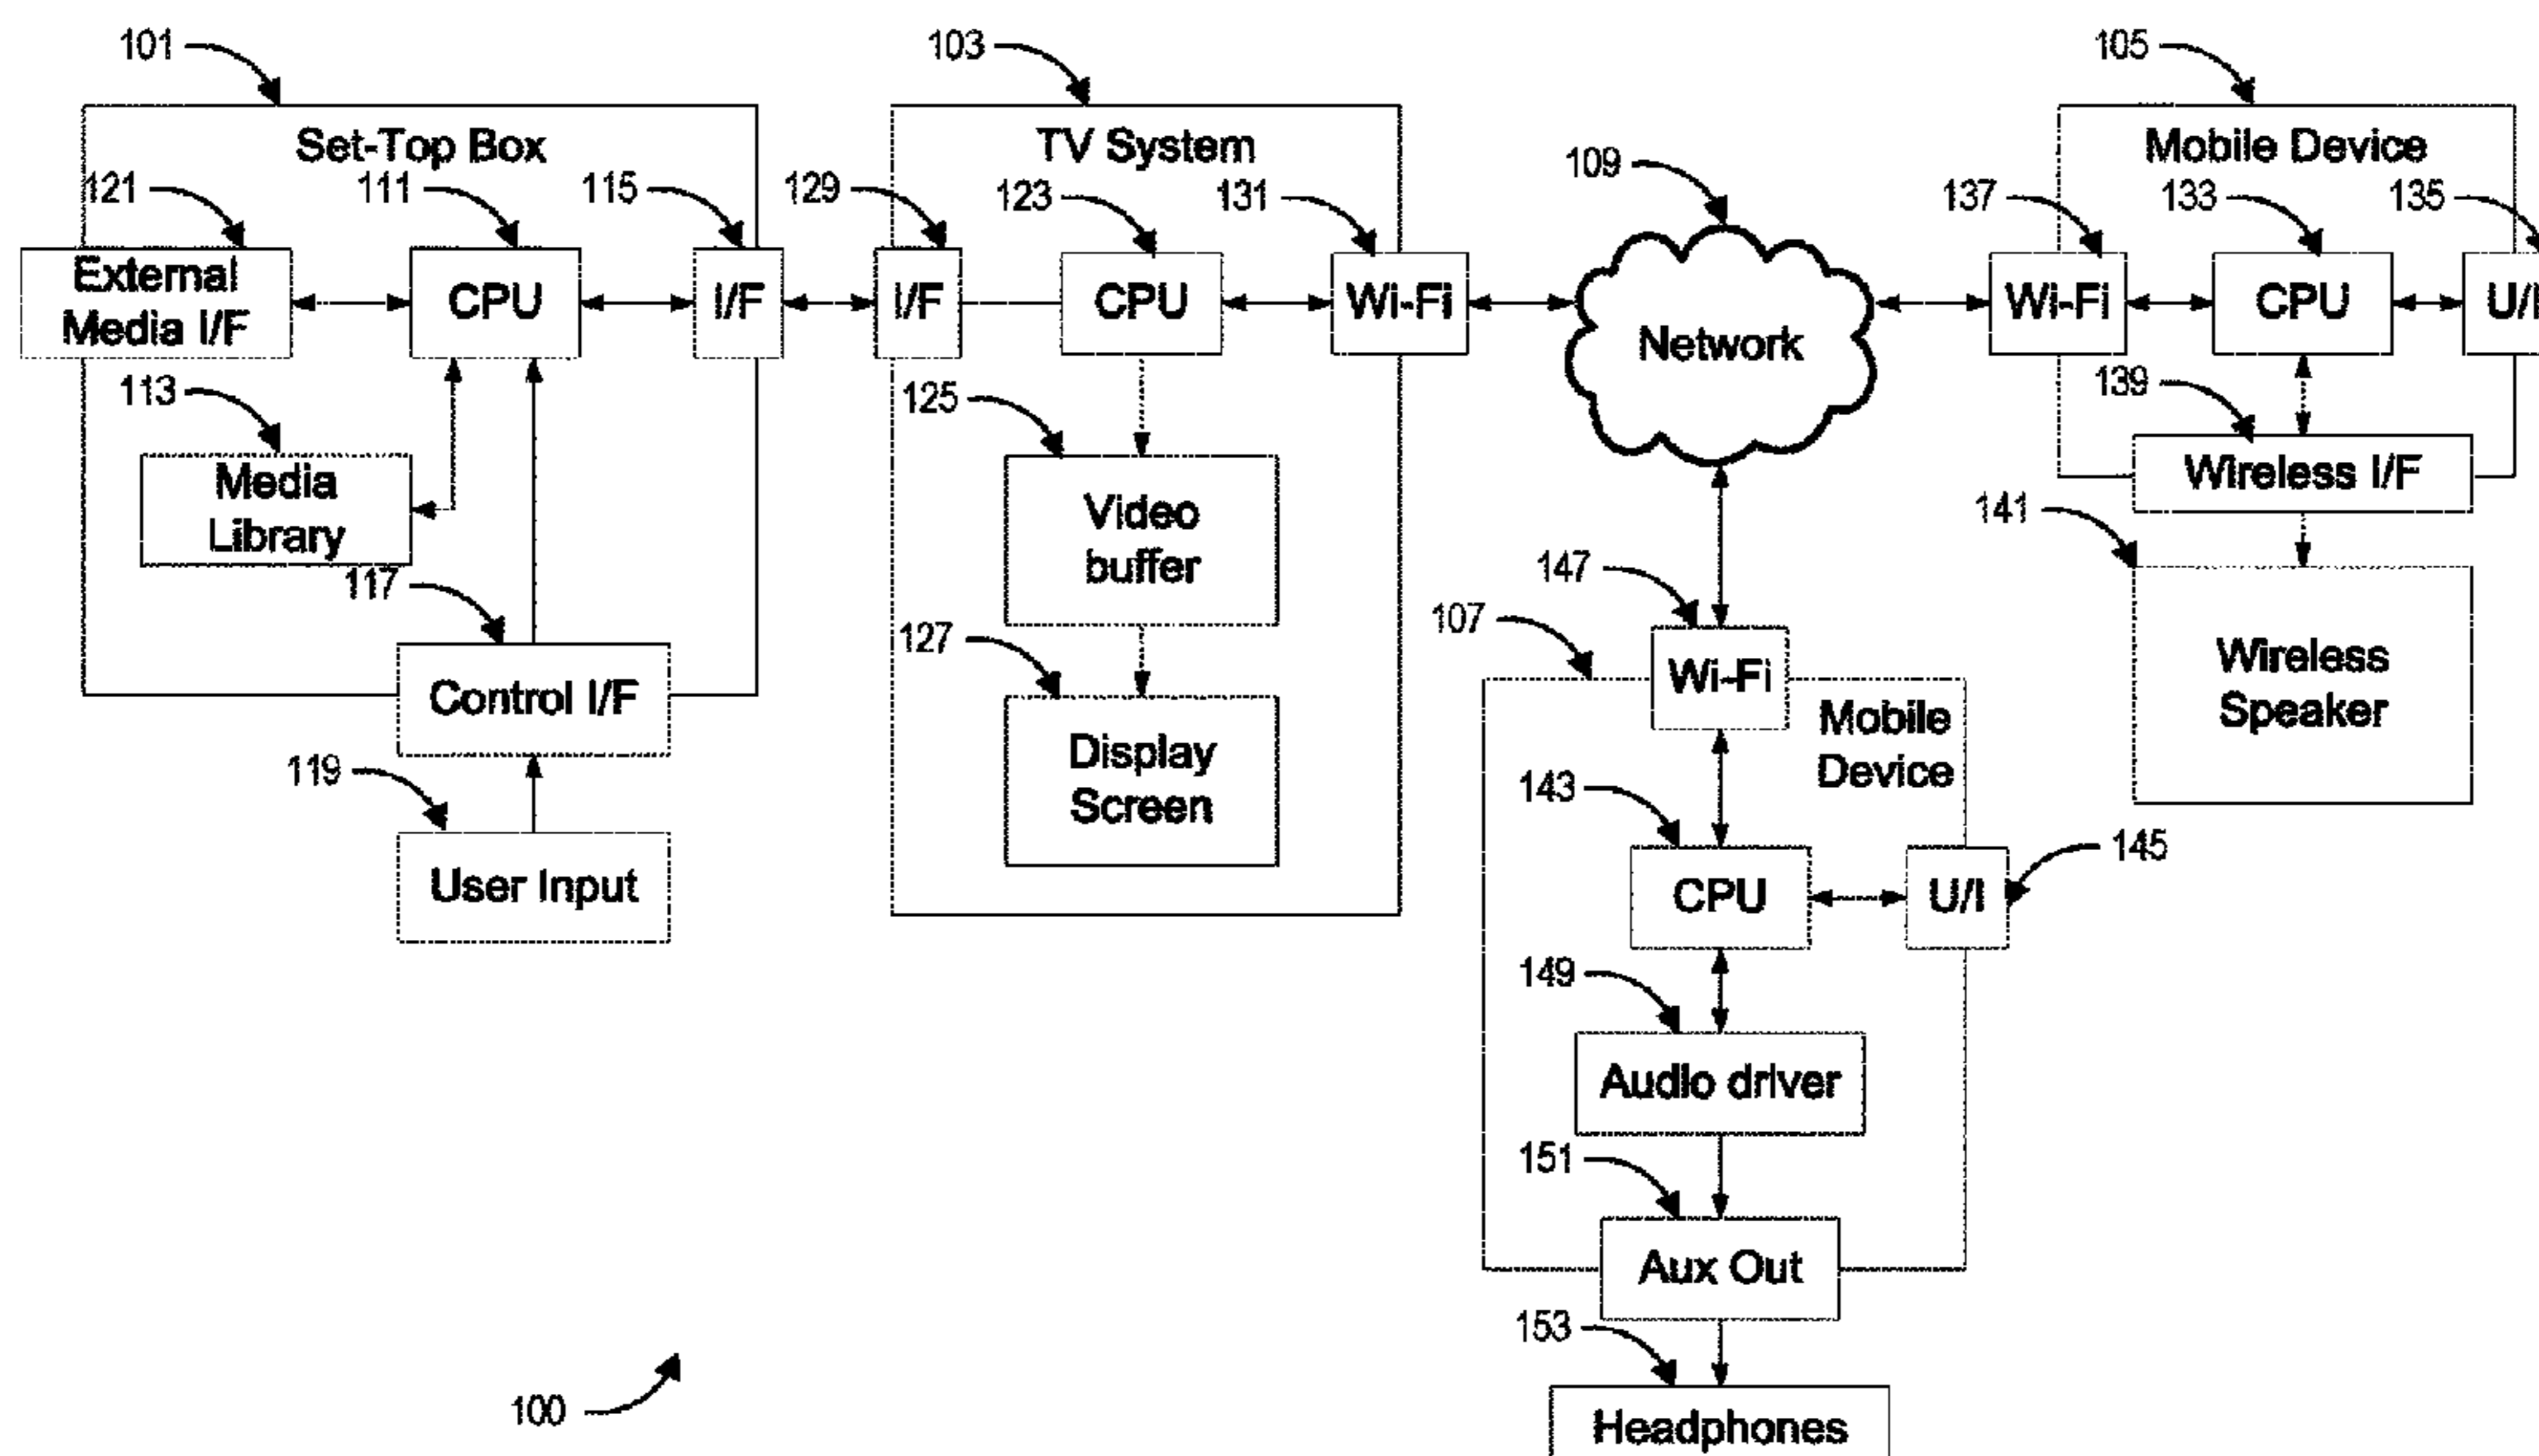 101
103
105
Set-Top Box
TV System
Mobile Device
109
121
111
115
129
123
131
137
133
135
External
Media I/F
CPU
I/F
I/F
CPU
Wi-Fi
Network
Wi-Fi
CPU
U/I
113
125
139
Media
Library
Wireless I/F
141
Video
buffer
117
147
107
127
Wi-Fi
Wireless
Speaker
Control I/F
Mobile
Device
119
Display
Screen
143
145
User Input
CPU
U/I
149
Audio driver
151
Aux Out
153
100
Headphones